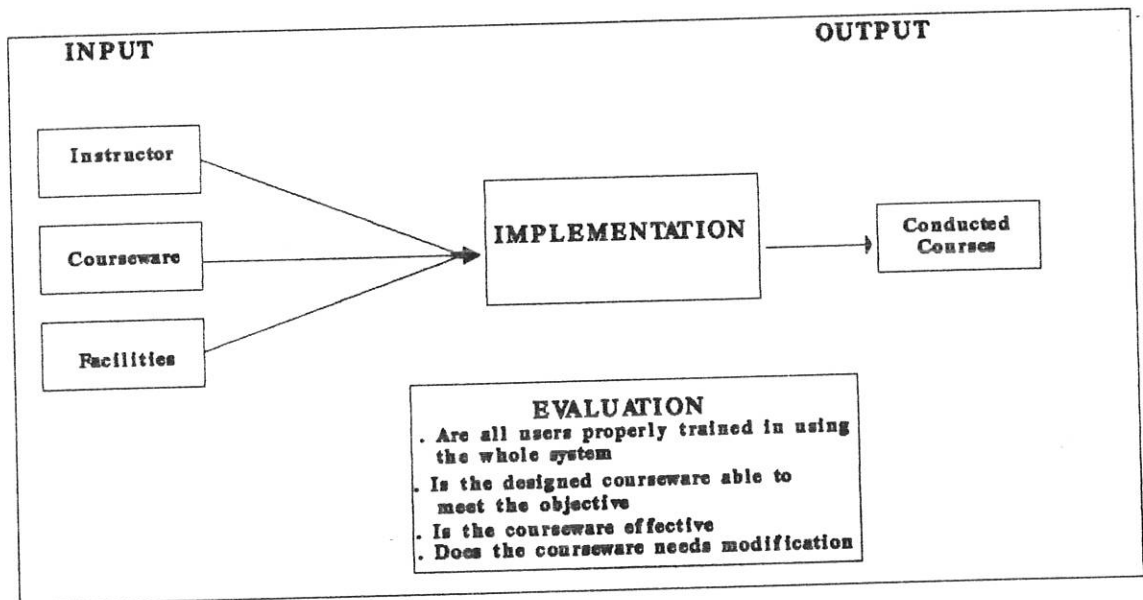 INPUT
OUTPUT
Instructor
Courseware
Facilities
IMPLEMENTATION
Conducted
Courses
EVALUATION
. Are all users properly trained in using
the whole system
. Is the designed courseware able to
meet the objective
. Is the courseware effective
. Does the courseware needs modification